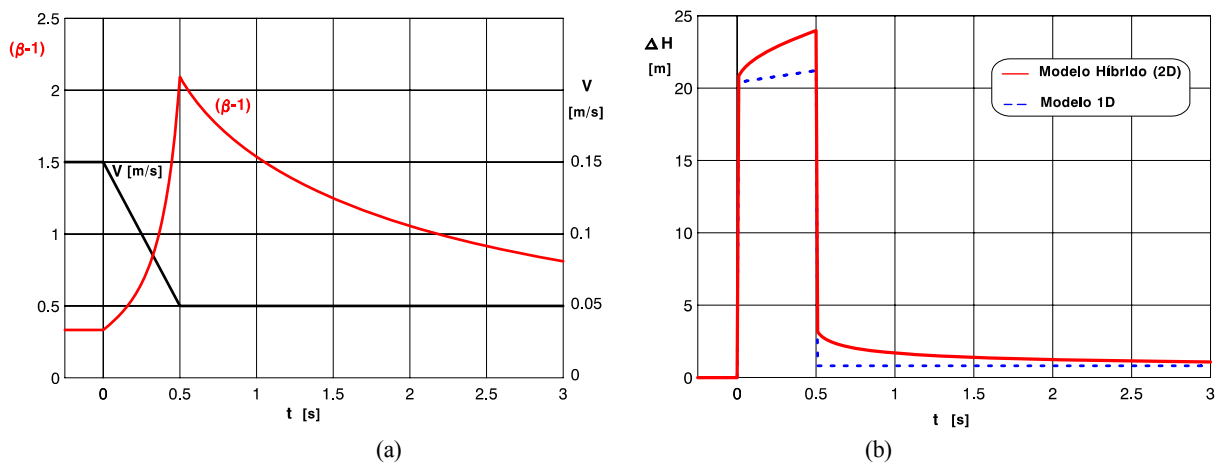 2.5
(β-1)
2
1.5
1
0.5
0
0
0.5
1
1.5
2
2.5
3
t [s]
V
[m/s]
0.15
0.1
0.05
0
(β-1)
V [m/s]
(a)
25
ΔH
[m]
20
15
10
5
0
0
0.5
1
1.5
2
2.5
3
t [s]
Modelo Híbrido (2D)
Modelo 1D
(b)